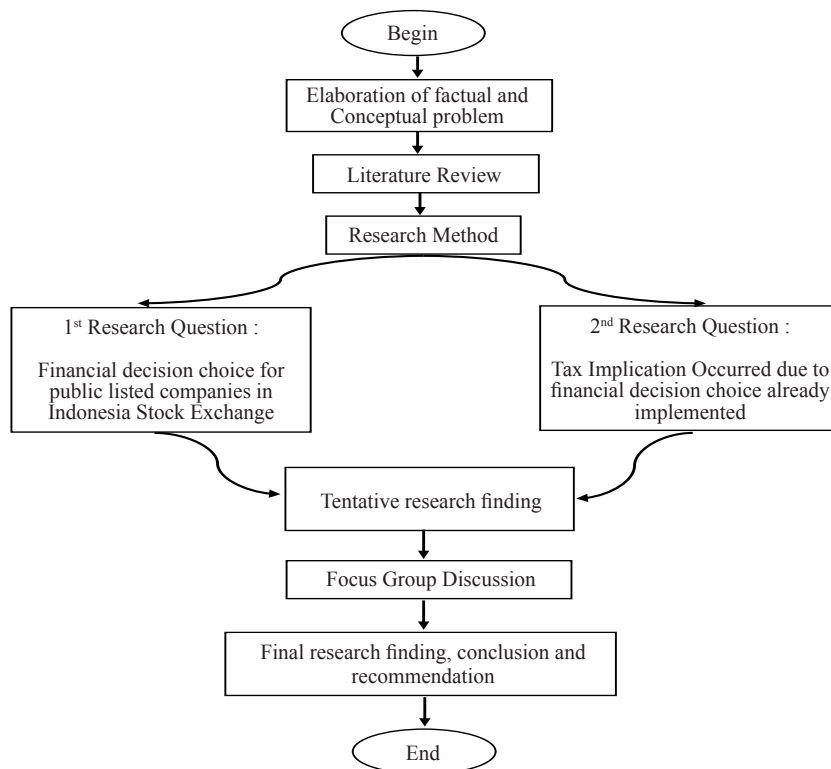 Begin
Elaboration of factual and
Conceptual problem
Literature Review
Research Method
1st Research Question :
Financial decision choice for
public listed companies in
Indonesia Stock Exchange
2nd Research Question :
Tax Implication Occurred due to
financial decision choice already
implemented
Tentative research finding
Focus Group Discussion
Final research finding, conclusion and
recommendation
End